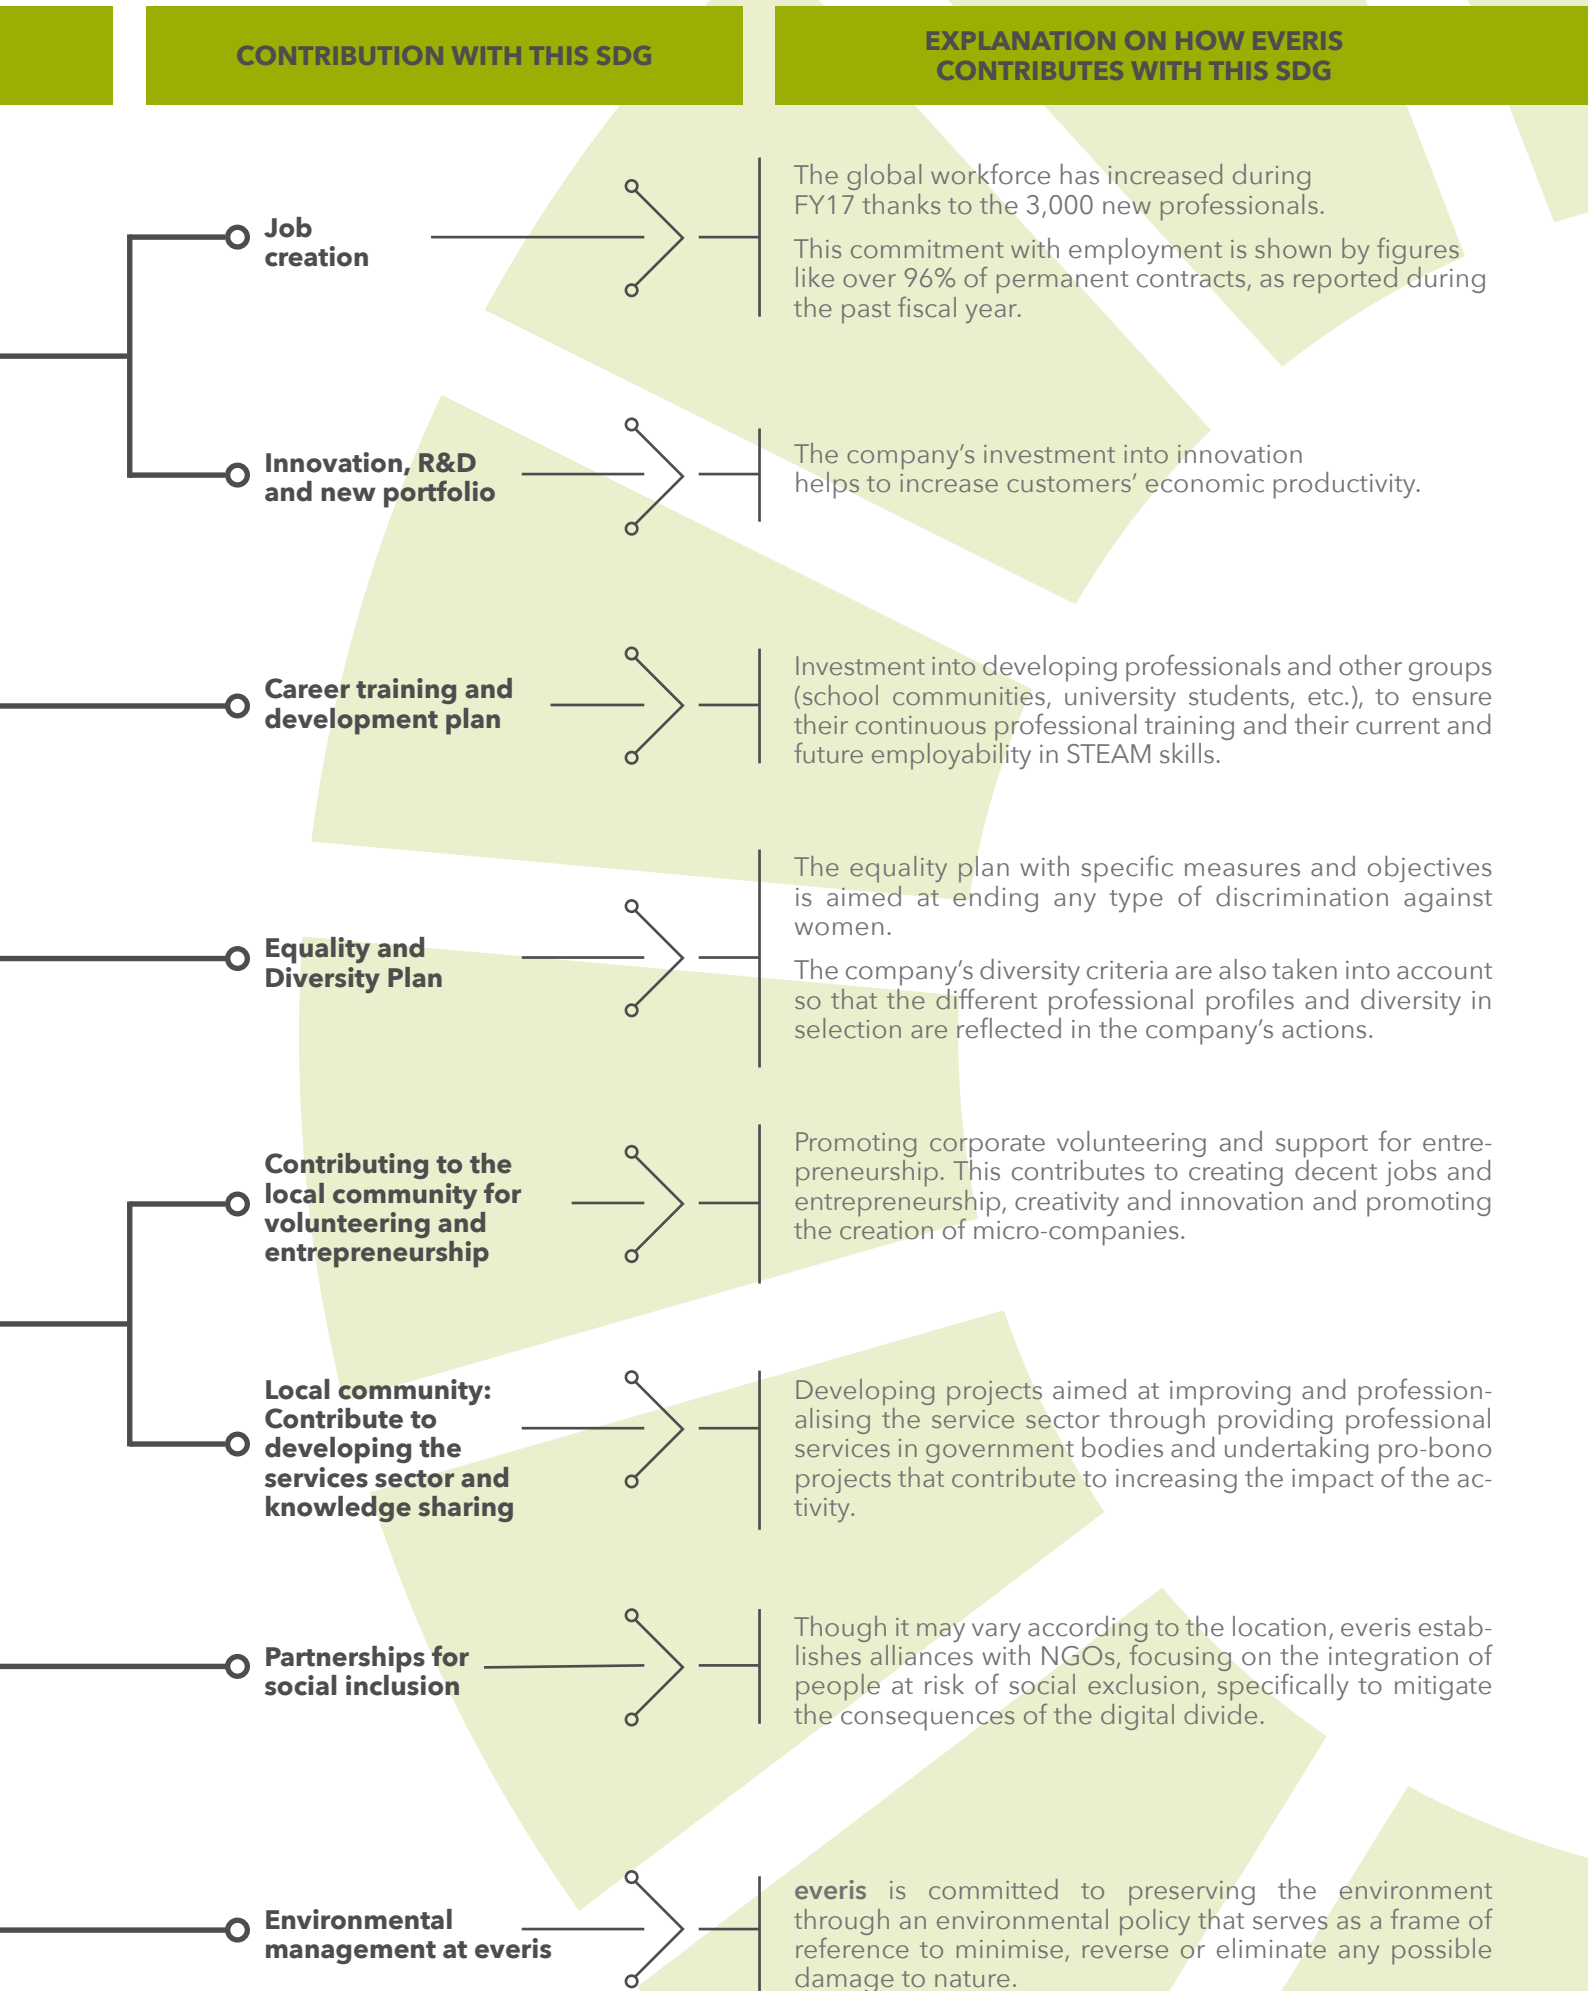 CONTRIBUTION WITH THIS SDG
EXPLANATION ON HOW EVERIS
CONTRIBUTES WITH THIS SDG
Job
creation
The global workforce has increased during
FY17 thanks to the 3,000 new professionals.
This commitment with employment is shown by figures
like over 96% of permanent contracts, as reported during
the past fiscal year.
Innovation, R&D
and new portfolio
The company’s investment into innovation
helps to increase customers’ economic productivity.
Career training and
development plan
Investment into developing professionals and other groups
(school communities, university students, etc.), to ensure
their continuous professional training and their current and
future employability in STEAM skills.
Equality and
Diversity Plan
The equality plan with specific measures and objectives
is aimed at ending any type of discrimination against
women.
The company’s diversity criteria are also taken into account
so that the different professional profiles and diversity in
selection are reflected in the company’s actions.
Contributing to the
local community for
volunteering and
entrepreneurship
Promoting corporate volunteering and support for entre-
preneurship. This contributes to creating decent jobs and
entrepreneurship, creativity and innovation and promoting
the creation of micro-companies.
Local community:
Contribute to
developing the
services sector and
knowledge sharing
Developing projects aimed at improving and profession-
alising the service sector through providing professional
services in government bodies and undertaking pro-bono
projects that contribute to increasing the impact of the ac-
tivity.
Partnerships for
social inclusion
Though it may vary according to the location, everis estab-
lishes alliances with NGOs, focusing on the integration of
people at risk of social exclusion, specifically to mitigate
the consequences of the digital divide.
Environmental
management at everis
everis is committed to preserving the environment
through an environmental policy that serves as a frame of
reference to minimise, reverse or eliminate any possible
damage to nature.